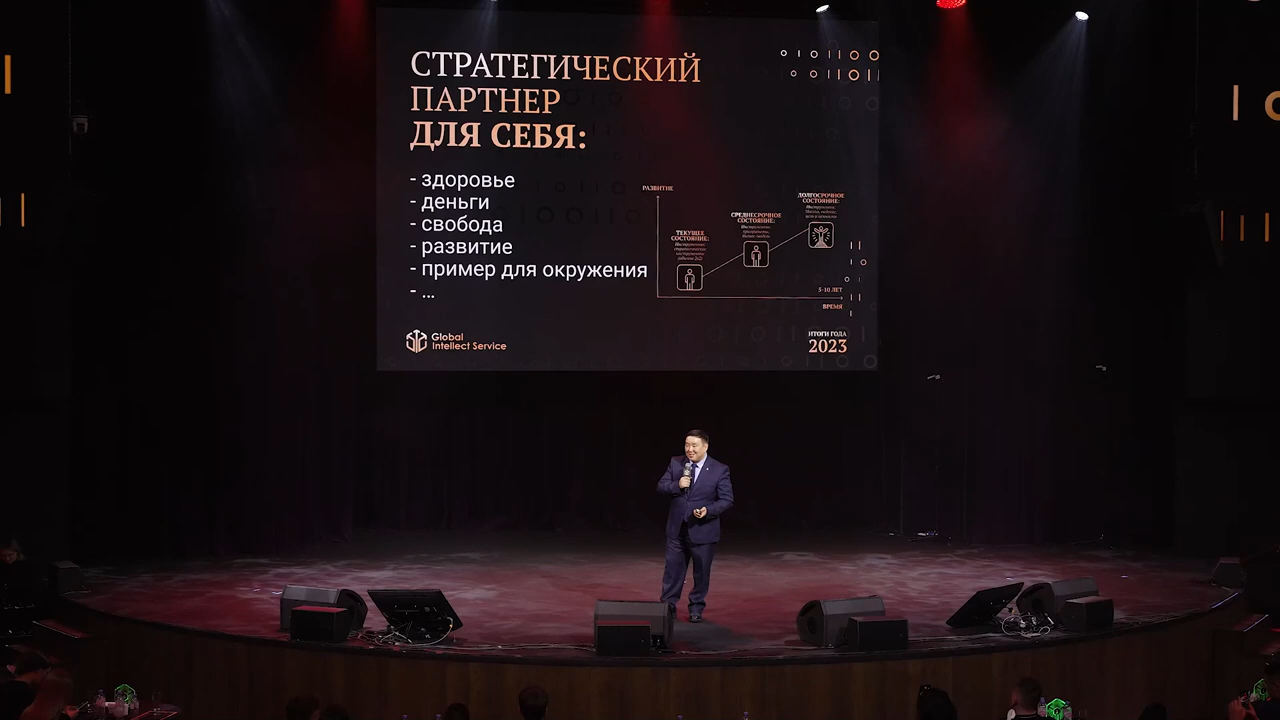 СТРАТЕГИЧЕСКИЙ
ПАРТНЕР
ДЛЯ СЕБЯ:
- здоровье
- деньги
- свобода
- развитие
- пример для окружения
- ...
РАЗВИТИЕ
ТЕКУЩЕЕ
СОСТОЯНИЕ:
СРЕДНЕСРОЧНОЕ
СОСТОЯНИЕ:
ДОЛГОСРОЧНОЕ
СОСТОЯНИЕ:
5-10 ЛЕТ
ВРЕМЯ
Global
Intellect Service
ИТОГИ ГОДА
2023